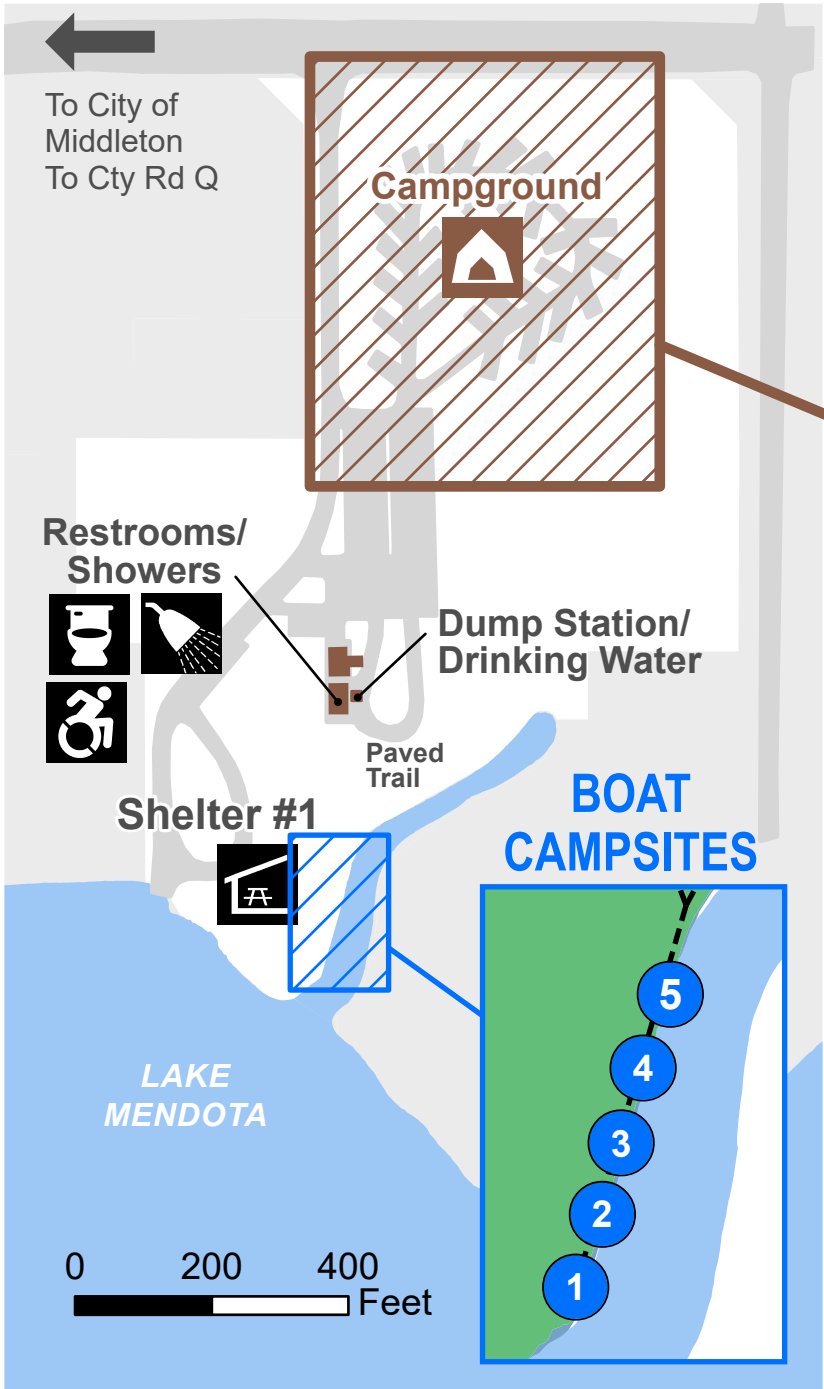 To City of
Middleton
To Cty Rd Q
Campground
Restrooms/
Showers
Dump Station/
Drinking Water
Paved
Trail
Shelter #1
BOAT
CAMPSITES
5
4
3
2
1
LAKE
MENDOTA
0 200 400
Feet